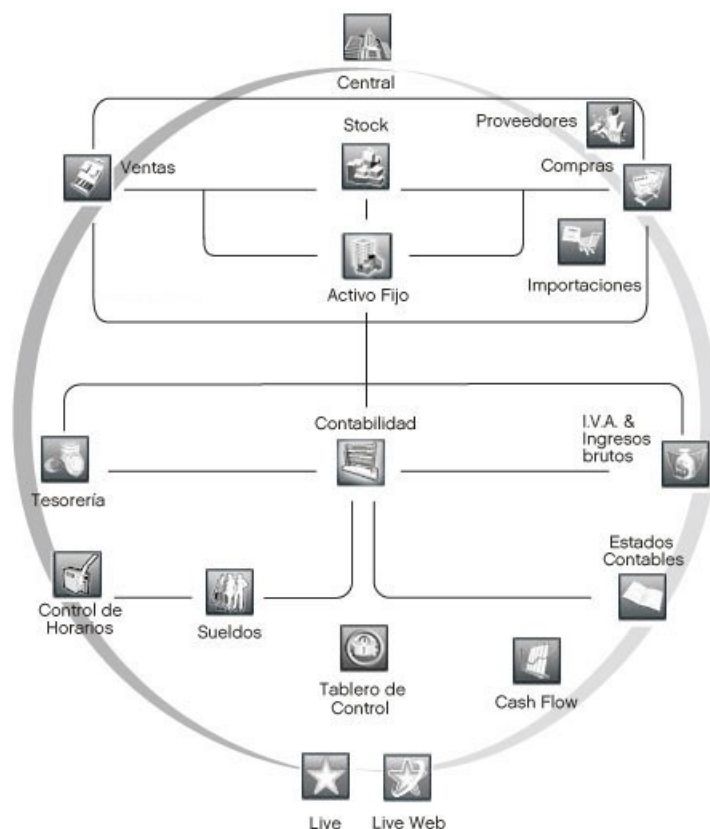 Central
Stock
Proveedores
Ventas
Compras
Activo Fijo
Importaciones
Contabilidad
I.V.A. &
Ingresos
brutos
Tesorería
Estados
Contables
Control de
Horarios
Sueldos
Tablero de
Control
Cash Flow
Live
Live Web